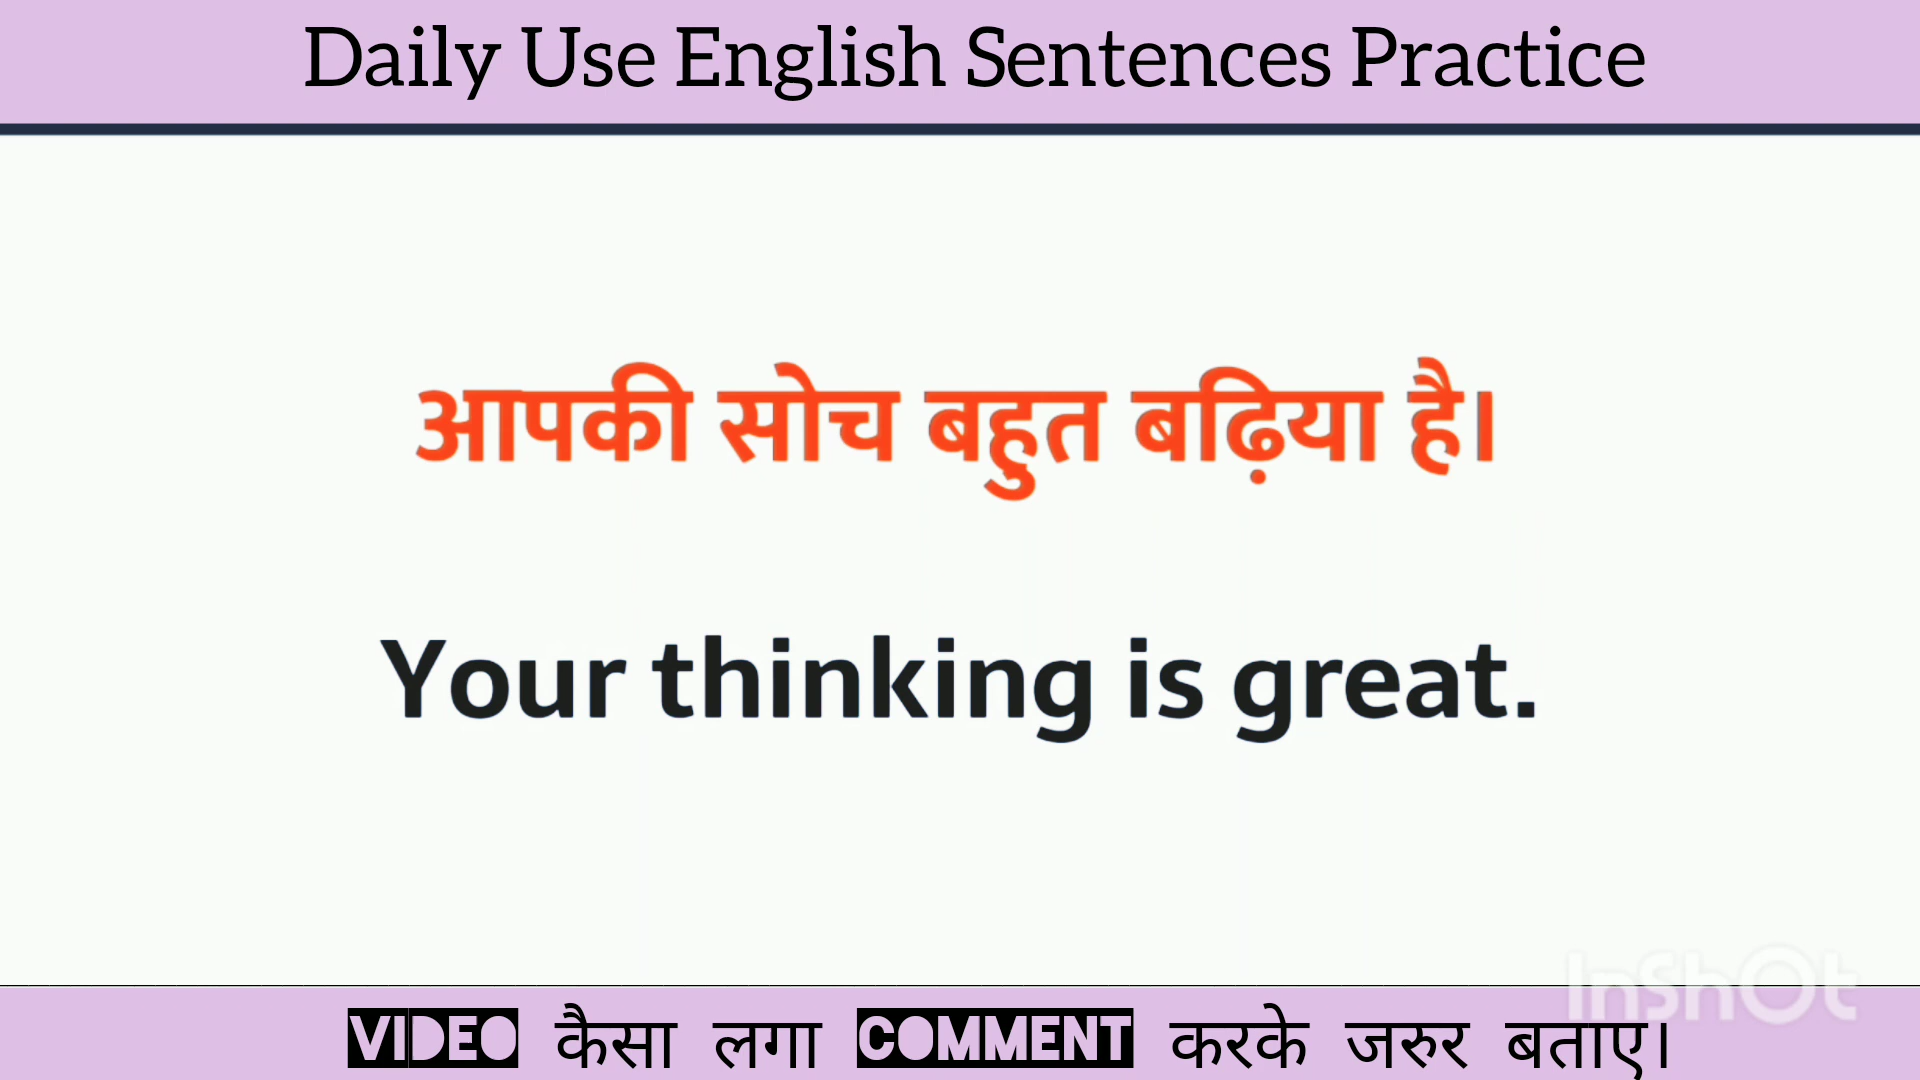 Daily Use English Sentences Practice
आपकी सोच बहुत बढ़िया है।
Your thinking is great.
InShOt
VIDEO कैसा लगा COMMENT करके जरुर बताए।